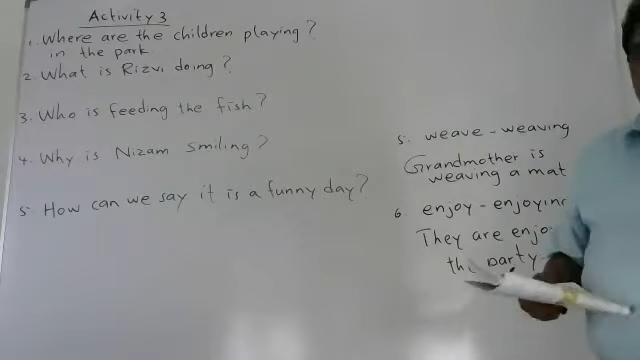 Activity 3
1. Where are the children playing?
in the park
2. What is Rizvi doing?
3. Who is feeding the fish?
4. Why is Nizam smiling?
5. How can we say it is a funny day?
5. weave - weaving
Grandmother is
weaving a mat
6. enjoy -
They are
the party